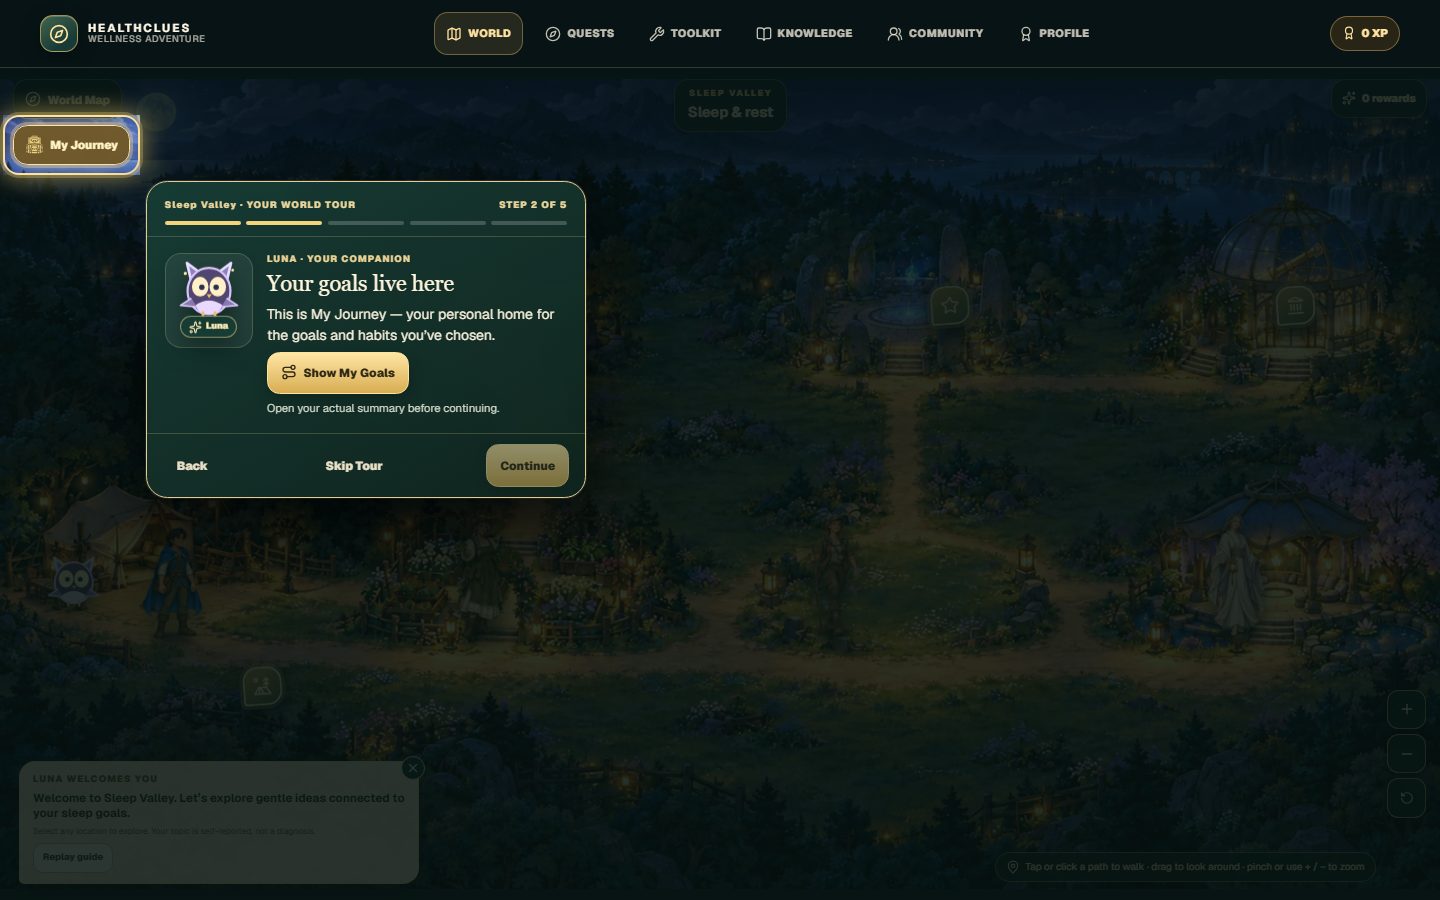 HEALTHCLUES
WELLNESS ADVENTURE
WORLD
QUESTS
TOOLKIT
KNOWLEDGE
COMMUNITY
PROFILE
0 XP
World Map
SLEEP VALLEY
Sleep & rest
0 rewards
My Journey
Sleep Valley · YOUR WORLD TOUR
STEP 2 OF 5
LUNA · YOUR COMPANION
Your goals live here
This is My Journey — your personal home for
the goals and habits you’ve chosen.
Luna
Show My Goals
Open your actual summary before continuing.
Back
Skip Tour
Continue
LUNA WELCOMES YOU
Welcome to Sleep Valley. Let’s explore gentle ideas connected to
your sleep goals.
Select any location to explore. Your topic is self-reported, not a diagnosis.
Replay guide
Tap or click a path to walk · drag to look around · pinch or use + / − to zoom